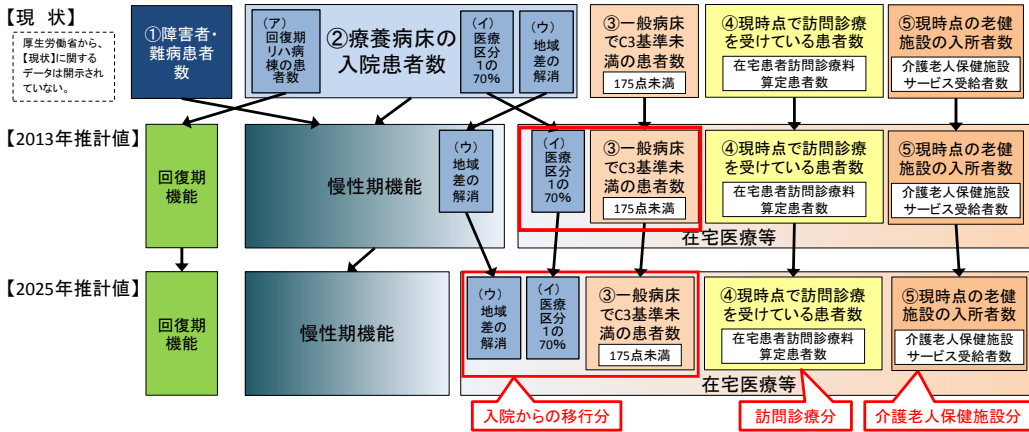 【現 状】
厚生労働省から、
【現状】に関する
データは開示され
ていない。
①障害者・
難病患者
数
(ア)
回復期
リハ病
棟の患
者数
②療養病床の
入院患者数
(イ)
医療
区分
1の
70%
(ウ)
地域
差の
解消
③一般病床
でC3基準未
満の患者数
175点未満
④現時点で訪問診療
を受けている患者数
在宅患者訪問診療料
算定患者数
⑤現時点の老健
施設の入所者数
介護老人保健施設
サービス受給者数
【2013年推計値】
回復期
機能
慢性期機能
(ウ)
地域
差の
解消
(イ)
医療
区分
1の
70%
③一般病床
でC3基準未
満の患者数
175点未満
④現時点で訪問診療
を受けている患者数
在宅患者訪問診療料
算定患者数
⑤現時点の老健
施設の入所者数
介護老人保健施設
サービス受給者数
在宅医療等
【2025年推計値】
回復期
機能
慢性期機能
(ウ)
地域
差の
解消
(イ)
医療
区分
1の
70%
③一般病床
でC3基準未
満の患者数
175点未満
④現時点で訪問診療
を受けている患者数
在宅患者訪問診療料
算定患者数
⑤現時点の老健
施設の入所者数
介護老人保健施設
サービス受給者数
在宅医療等
入院からの移行分
訪問診療分
介護老人保健施設分